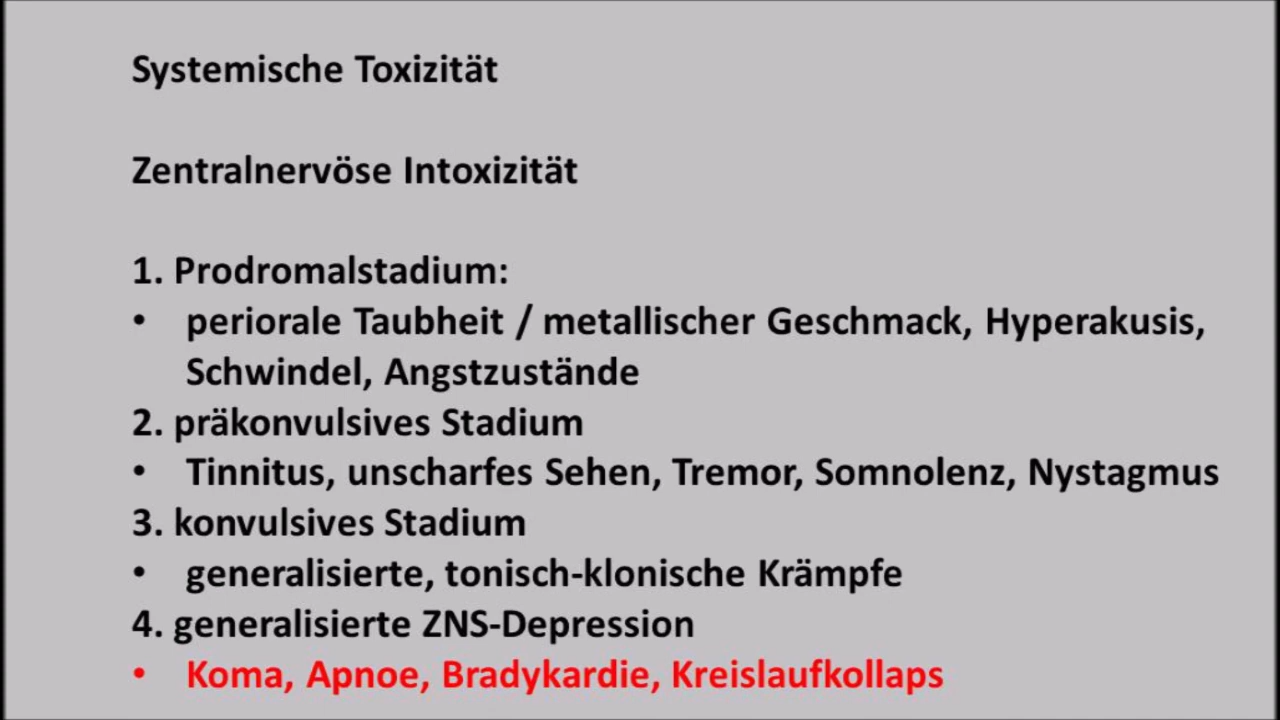 Systemische Toxizität
Zentralnervöse Intoxizität
1. Prodromalstadium:
• periorale Taubheit / metallischer Geschmack, Hyperakusis,
Schwindel, Angstzustände
2. präkonvulsives Stadium
• Tinnitus, unscharfes Sehen, Tremor, Somnolenz, Nystagmus
3. konvulsives Stadium
• generalisierte, tonisch-klonische Krämpfe
4. generalisierte ZNS-Depression
• Koma, Apnoe, Bradykardie, Kreislaufkollaps